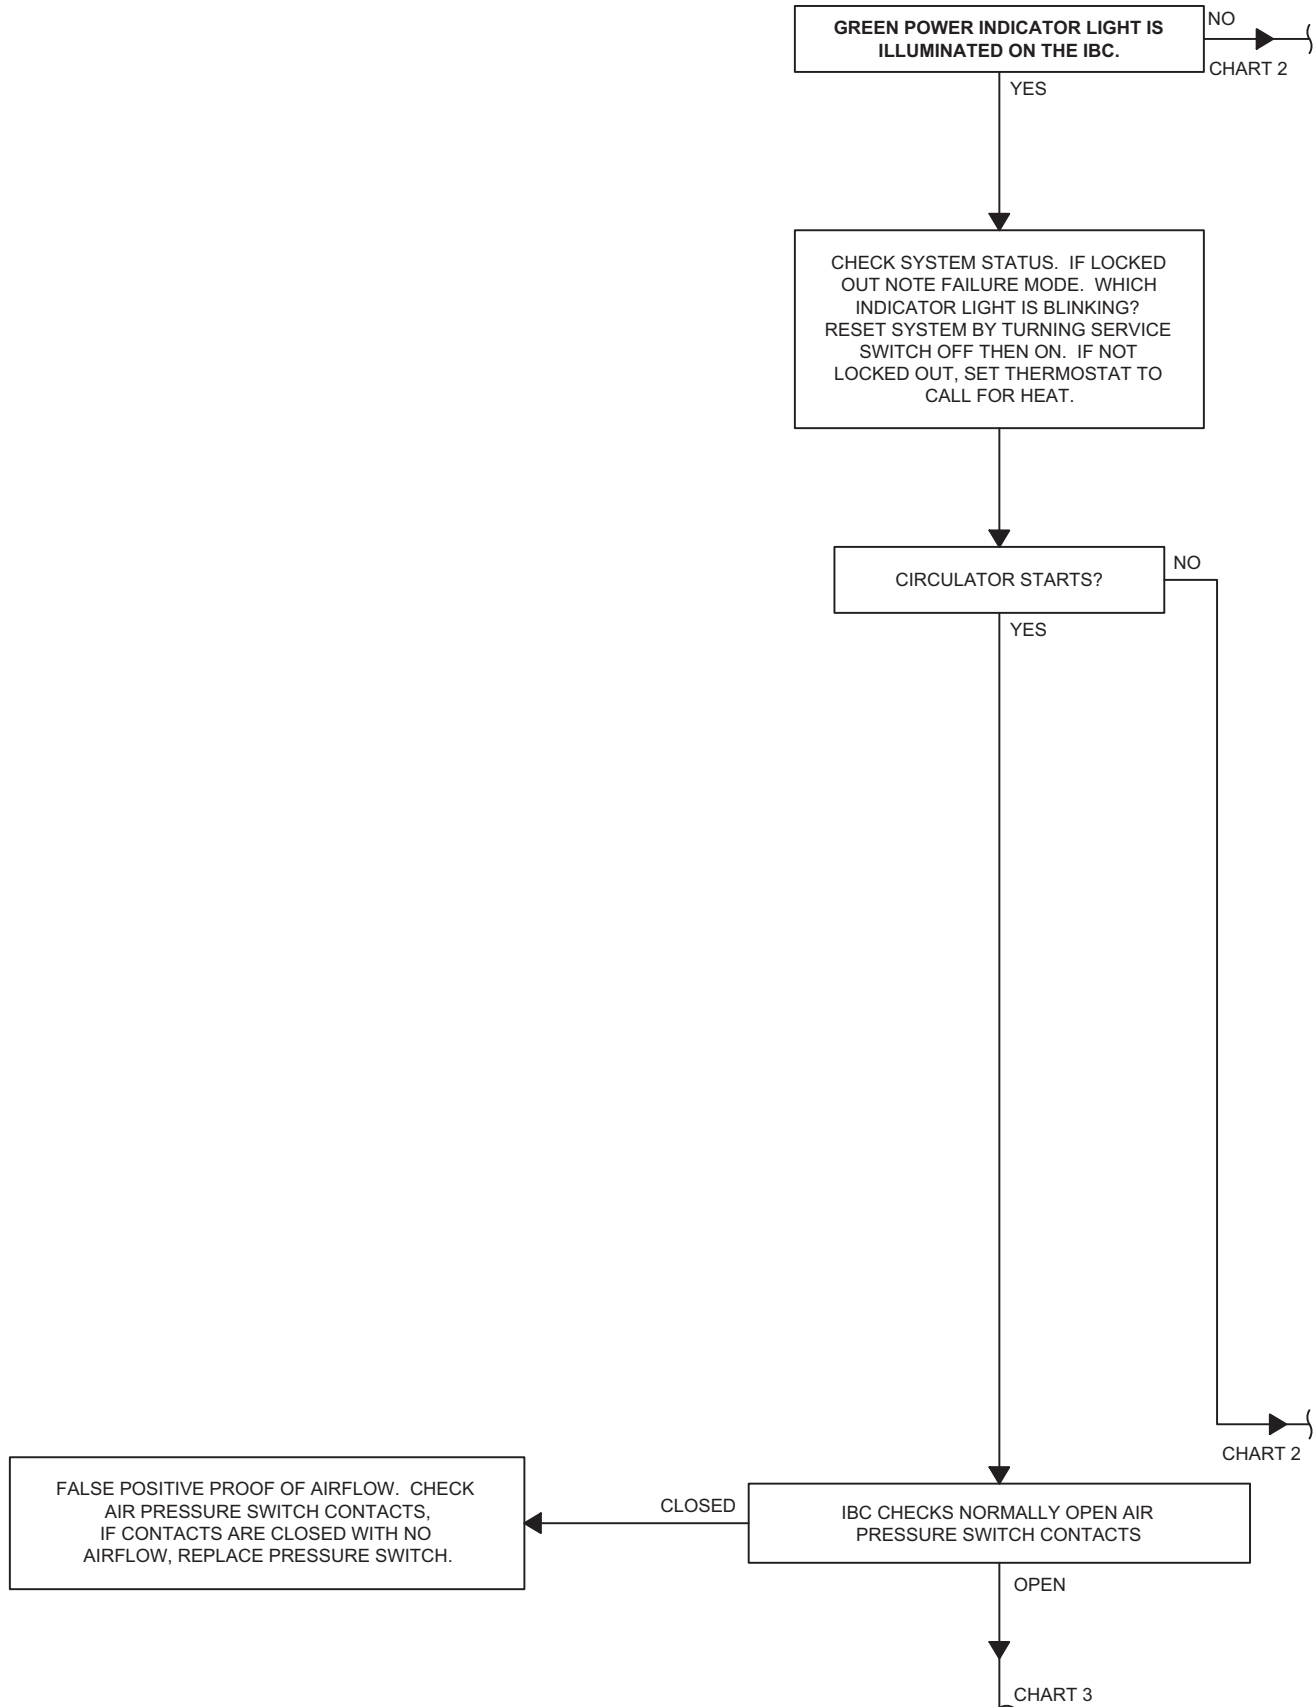 GREEN POWER INDICATOR LIGHT IS
ILLUMINATED ON THE IBC.
NO
CHART 2
YES
CHECK SYSTEM STATUS. IF LOCKED
OUT NOTE FAILURE MODE. WHICH
INDICATOR LIGHT IS BLINKING?
RESET SYSTEM BY TURNING SERVICE
SWITCH OFF THEN ON. IF NOT
LOCKED OUT, SET THERMOSTAT TO
CALL FOR HEAT.
CIRCULATOR STARTS?
NO
YES
CHART 2
FALSE POSITIVE PROOF OF AIRFLOW. CHECK
AIR PRESSURE SWITCH CONTACTS,
IF CONTACTS ARE CLOSED WITH NO
AIRFLOW, REPLACE PRESSURE SWITCH.
CLOSED
IBC CHECKS NORMALLY OPEN AIR
PRESSURE SWITCH CONTACTS
OPEN
CHART 3